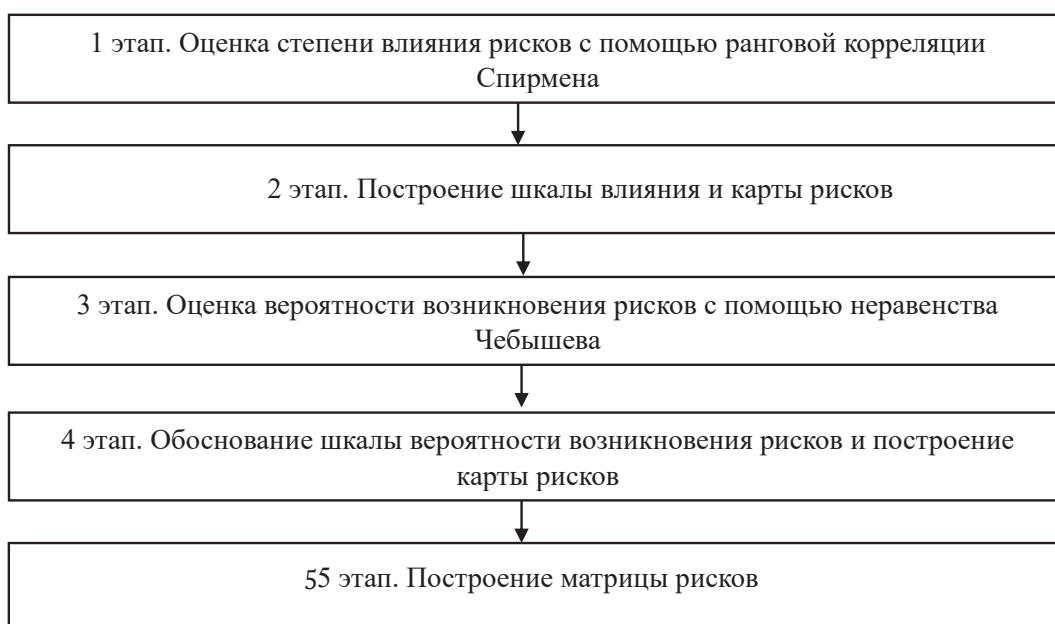 1 этап. Оценка степени влияния рисков с помощью ранговой корреляции
Спирмена
2 этап. Построение шкалы влияния и карты рисков
3 этап. Оценка вероятности возникновения рисков с помощью неравенства
Чебышева
4 этап. Обоснование шкалы вероятности возникновения рисков и построение
карты рисков
55 этап. Построение матрицы рисков